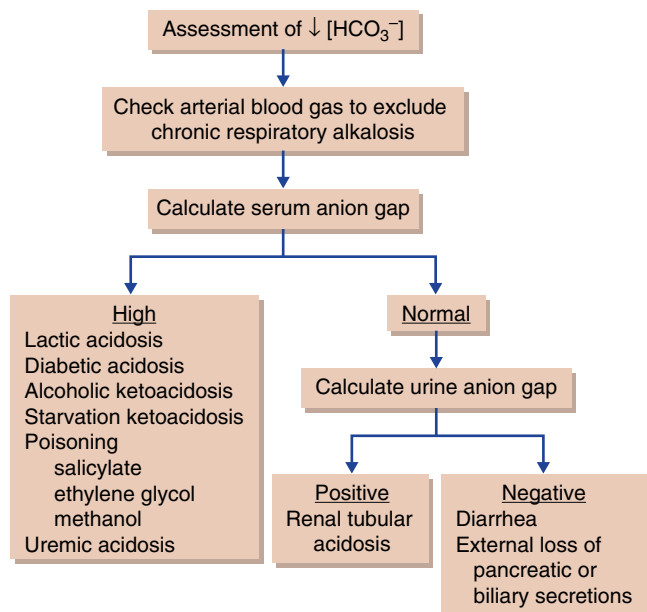 Assessment of ↓ [HCO₃⁻]
Check arterial blood gas to exclude
chronic respiratory alkalosis
Calculate serum anion gap
High
Lactic acidosis
Diabetic acidosis
Alcoholic ketoacidosis
Starvation ketoacidosis
Poisoning
salicylate
ethylene glycol
methanol
Uremic acidosis
Normal
Calculate urine anion gap
Positive
Renal tubular
acidosis
Negative
Diarrhea
External loss of
pancreatic or
biliary secretions